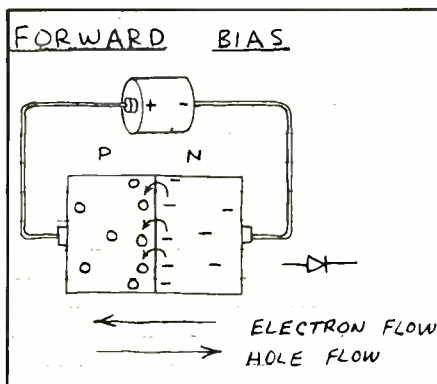 FORWARD BIAS
+ -
P N
ELECTRON FLOW
HOLE FLOW